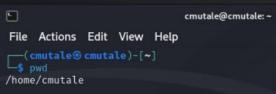 cmutale@cmutale: ~
File Actions Edit View Help
┌──(cmutale㉿cmutale)-[~]
└─$ pwd
/home/cmutale